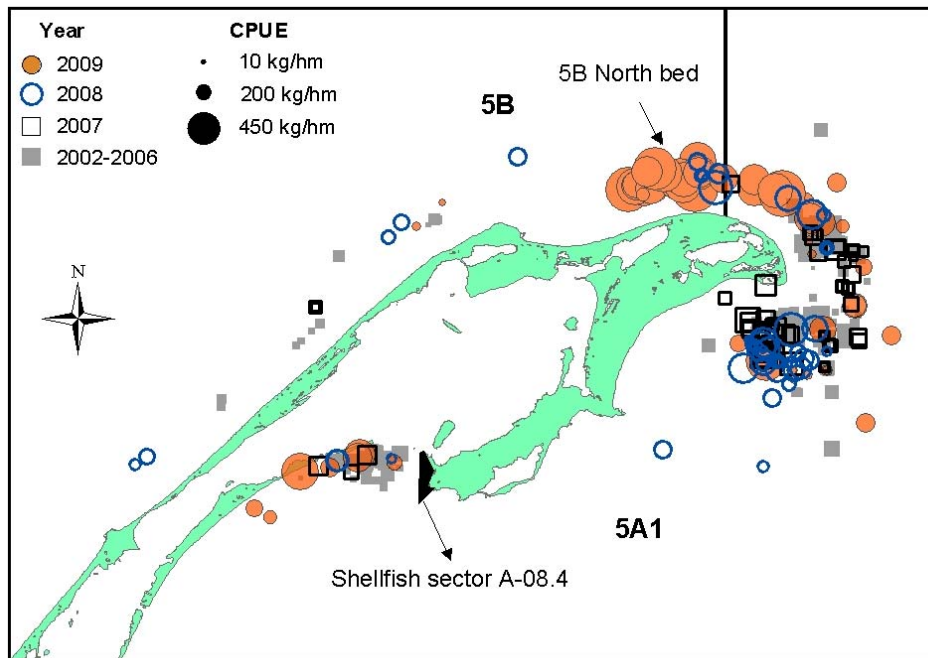 Year
CPUE
2009
10 kg/hm
2008
200 kg/hm
2007
450 kg/hm
2002-2006
5B North bed
5B
N
5A1
Shellfish sector A-08.4